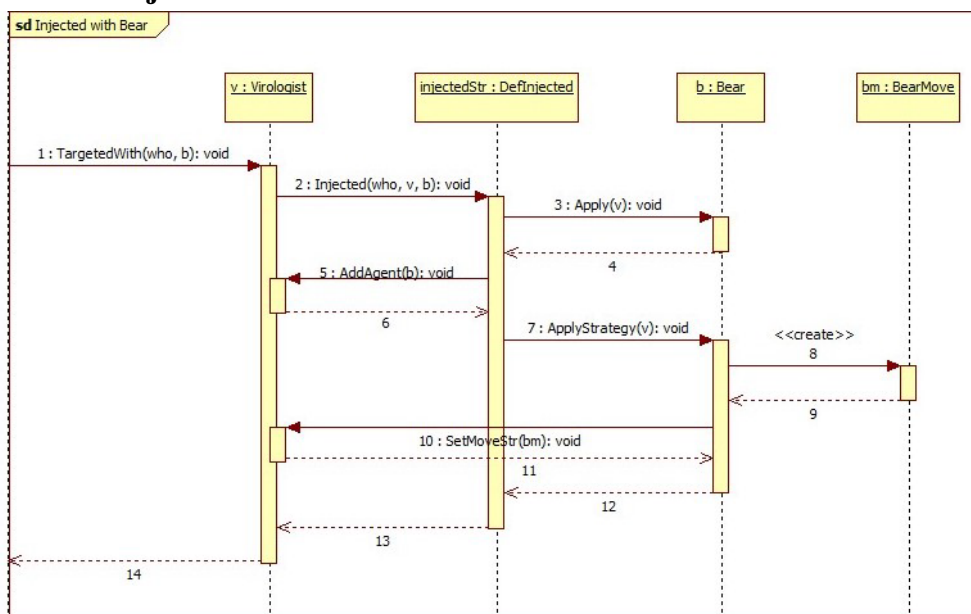 sd Injected with Bear
v : Virologist
injectedStr : DefInjected
b : Bear
bm : BearMove
1 : TargetedWith(who, b): void
2 : Injected(who, v, b): void
3 : Apply(v): void
4
5 : AddAgent(b): void
6
7 : ApplyStrategy(v): void
<<create>>
8
9
10 : SetMoveStr(bm): void
11
12
13
14